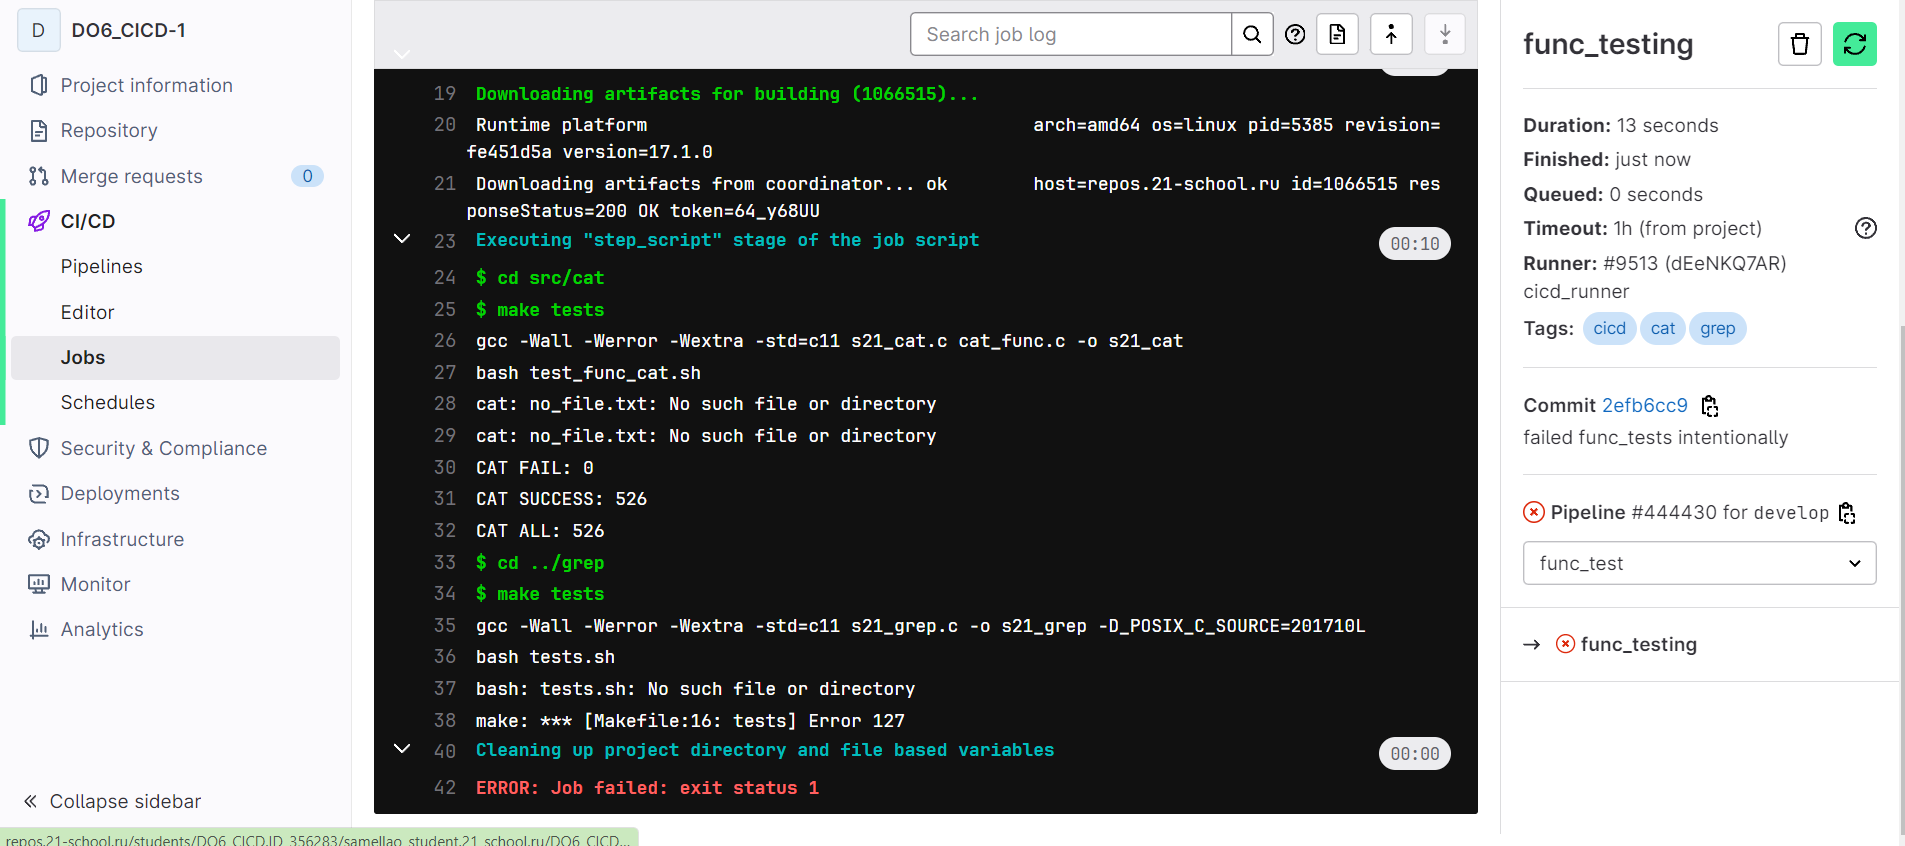 D DO6_CICD-1
Project information
Repository
Merge requests 0
CI/CD
Pipelines
Editor
Jobs
Schedules
Security & Compliance
Deployments
Infrastructure
Monitor
Analytics
Collapse sidebar
repos.21-school.ru/students/DO6_CICD.ID_356283/samellao_student.21_school.ru/DO6_CICD...
Search job log
19 Downloading artifacts for building (1066515)...
20 Runtime platform arch=amd64 os=linux pid=5385 revision=
fe451d5a version=17.1.0
21 Downloading artifacts from coordinator... ok host=repos.21-school.ru id=1066515 res
ponseStatus=200 OK token=64_y68UU
23 Executing "step_script" stage of the job script 00:10
24 $ cd src/cat
25 $ make tests
26 gcc -Wall -Werror -Wextra -std=c11 s21_cat.c cat_func.c -o s21_cat
27 bash test_func_cat.sh
28 cat: no_file.txt: No such file or directory
29 cat: no_file.txt: No such file or directory
30 CAT FAIL: 0
31 CAT SUCCESS: 526
32 CAT ALL: 526
33 $ cd ../grep
34 $ make tests
35 gcc -Wall -Werror -Wextra -std=c11 s21_grep.c -o s21_grep -D_POSIX_C_SOURCE=201710L
36 bash tests.sh
37 bash: tests.sh: No such file or directory
38 make: *** [Makefile:16: tests] Error 127
40 Cleaning up project directory and file based variables 00:00
42 ERROR: Job failed: exit status 1
func_testing
Duration: 13 seconds
Finished: just now
Queued: 0 seconds
Timeout: 1h (from project)
Runner: #9513 (dEeNKQ7AR)
cicd_runner
Tags: cicd cat grep
Commit 2efb6cc9
failed func_tests intentionally
Pipeline #444430 for develop
func_test
→ func_testing